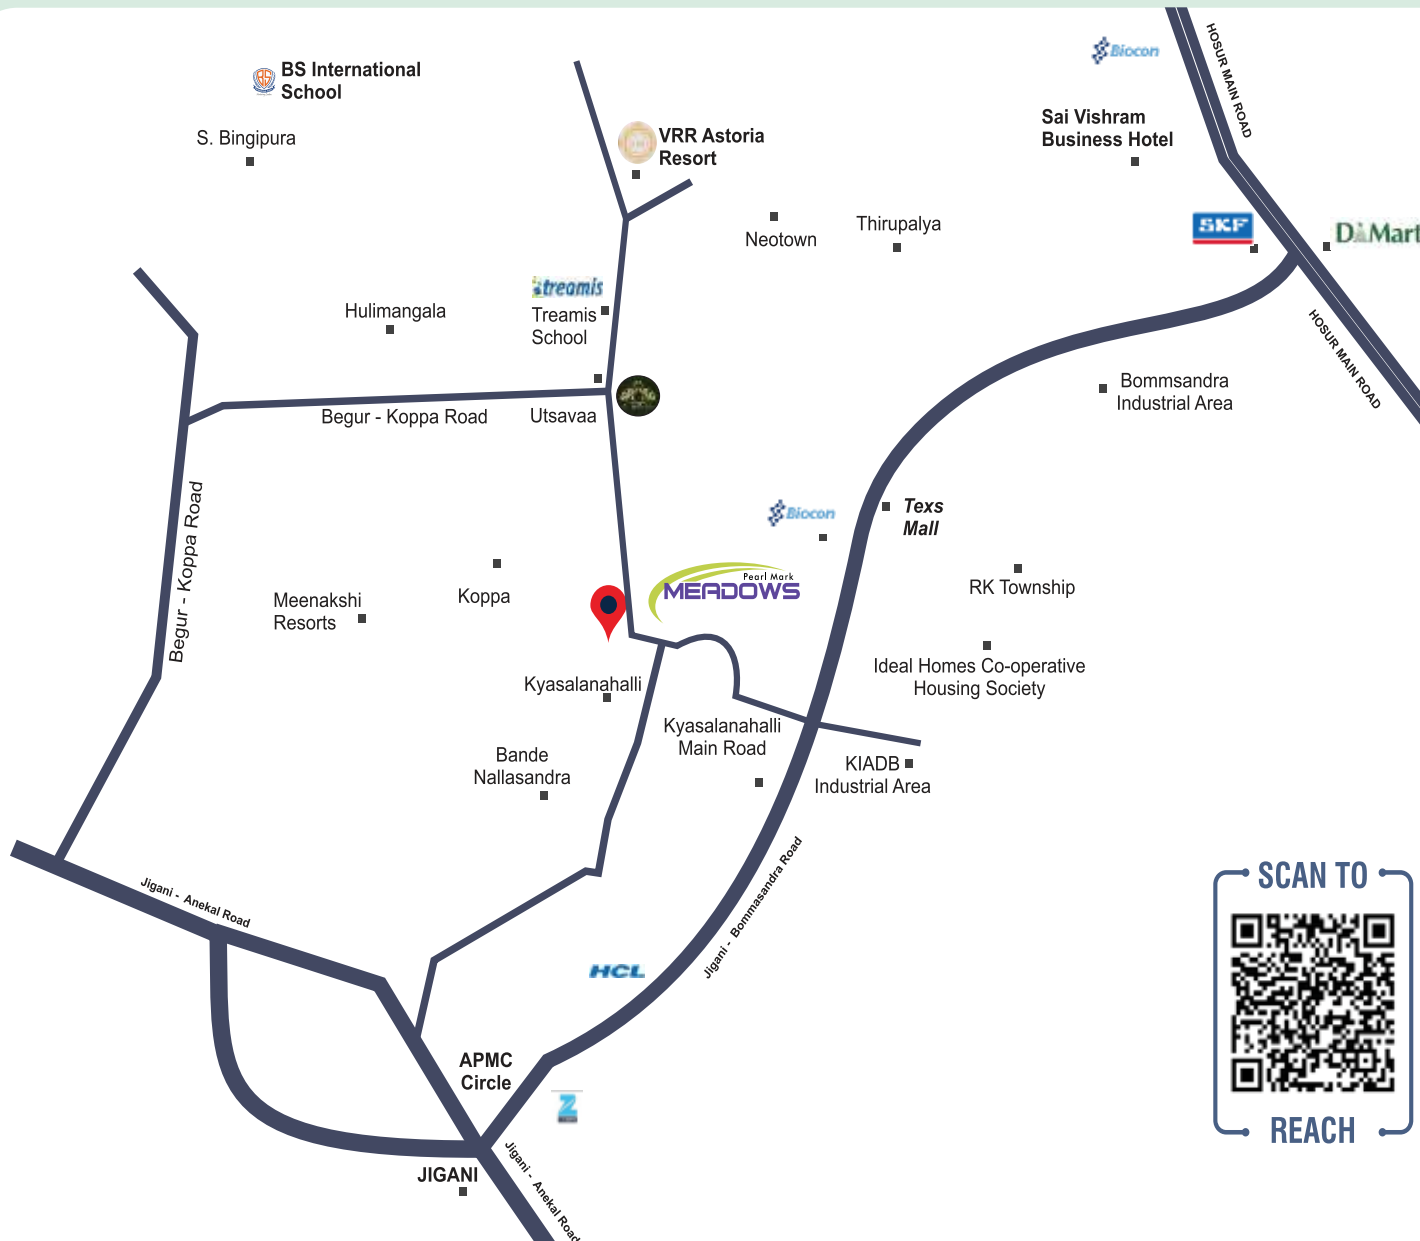 BS International
School
S. Bingipura
VRR Astoria
Resort
Biocon
HOSUR MAIN ROAD
Sai Vishram
Business Hotel
Neotown
Thirupalya
SKF
D Mart
treamis
Treamis
School
Hulimangala
HOSUR MAIN ROAD
Bommsandra
Industrial Area
Begur - Koppa Road
Utsavaa
Begur - Koppa Road
Biocon
Texs
Mall
Pearl Mark
MEADOWS
Koppa
Meenakshi
Resorts
RK Township
Ideal Homes Co-operative
Housing Society
Kyasalanahalli
Kyasalanahalli
Main Road
Bande
Nallasandra
KIADB
Industrial Area
Jigani - Anekal Road
Jigani - Bommasandra Road
HCL
APMC
Circle
Z
JIGANI
Jigani - Anekal Road
SCAN TO
REACH